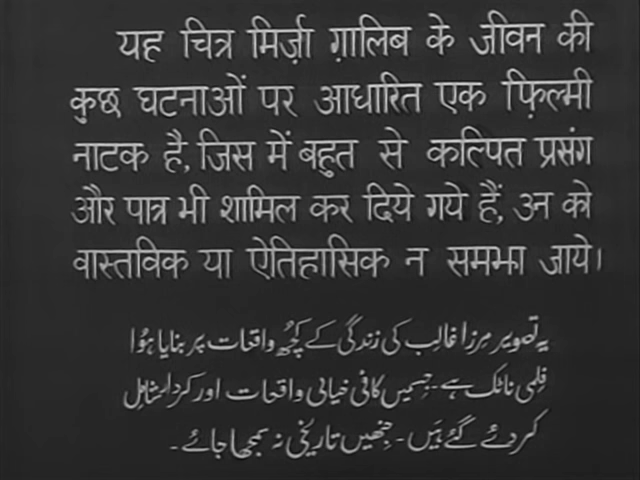 यह चित्र मिर्ज़ा ग़ालिब के जीवन की
कुछ घटनाओं पर आधारित एक फ़िल्मी
नाटक है, जिस में बहुत से कल्पित प्रसंग
और पात्र भी शामिल कर दिये गये हैं, उन को
वास्तविक या ऐतिहासिक न समझा जाये।
یہ تصویر مرزا غالب کی زندگی کے کچھ واقعات پر بنایا ہوا
فلمی ناٹک ہے۔ جسمیں کافی خیالی واقعات اور کردار شامل
کر دئے گئے ہیں۔ جنھیں تاریخی نہ سمجھا جائے۔